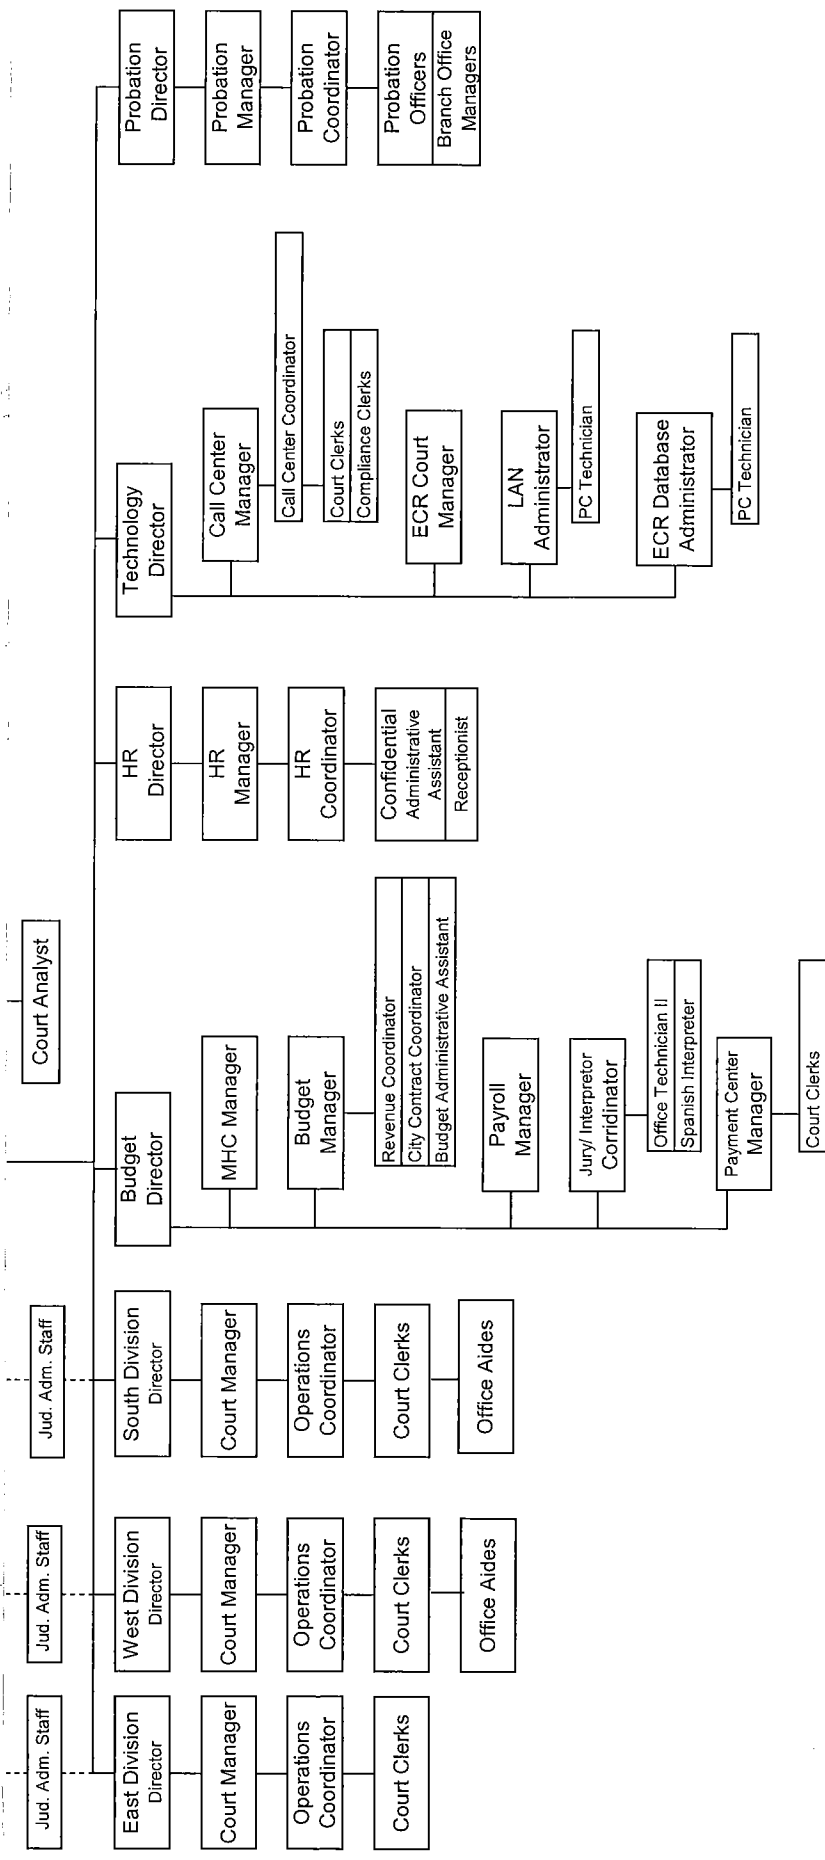 Court Analyst
Jud. Adm. Staff
Jud. Adm. Staff
Jud. Adm. Staff
East Division
Director
Court Manager
Operations
Coordinator
Court Clerks
West Division
Director
Court Manager
Operations
Coordinator
Court Clerks
Office Aides
South Division
Director
Court Manager
Operations
Coordinator
Court Clerks
Office Aides
Budget
Director
MHC Manager
Budget
Manager
Revenue Coordinator
City Contract Coordinator
Budget Administrative Assistant
Payroll
Manager
Jury/ Interpretor
Corridinator
Office Technician II
Spanish Interpreter
Payment Center
Manager
Court Clerks
HR
Director
HR
Manager
HR
Coordinator
Confidential
Administrative
Assistant
Receptionist
Technology
Director
Call Center
Manager
Call Center Coordinator
Court Clerks
Compliance Clerks
ECR Court
Manager
LAN
Administrator
PC Technician
ECR Database
Administrator
PC Technician
Probation
Director
Probation
Manager
Probation
Coordinator
Probation
Officers
Branch Office
Managers